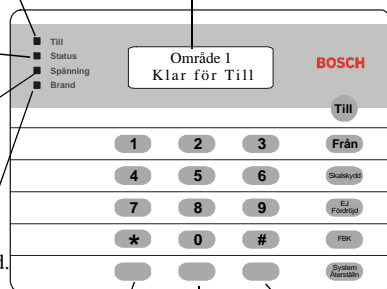 Till
Status
Spänning
Brand
Område 1
Klar för Till
BOSCH
Till
1 2 3 Från
4 5 6 Skalskydd
7 8 9 EJ
Fördröjd
* 0 # FBK
d.
System
Återställn